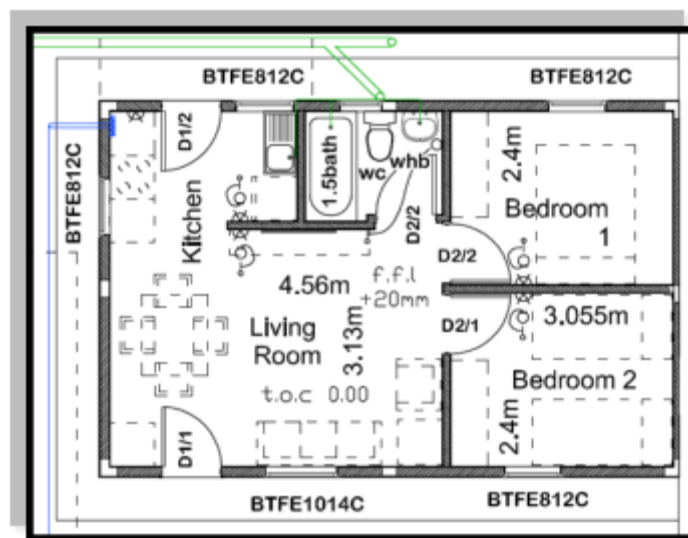 BTFE812C
BTFE812C
D1/2
BTFE812C
Kitchen
1.5bath
wc
whb
D2/2
2.4m
Bedroom
1
D2/2
4.56m
f.f.l
+20mm
Living
Room
3.13m
D2/1
3.055m
t.o.c 0.00
Bedroom 2
2.4m
D1/1
BTFE1014C
BTFE812C